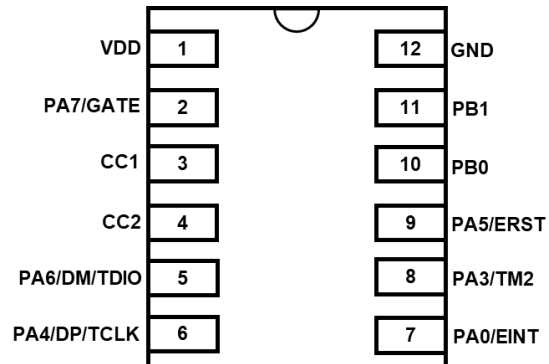 VDD 1 12 GND
PA7/GATE 2 11 PB1
CC1 3 10 PB0
CC2 4 9 PA5/ERST
PA6/DM/TDIO 5 8 PA3/TM2
PA4/DP/TCLK 6 7 PA0/EINT